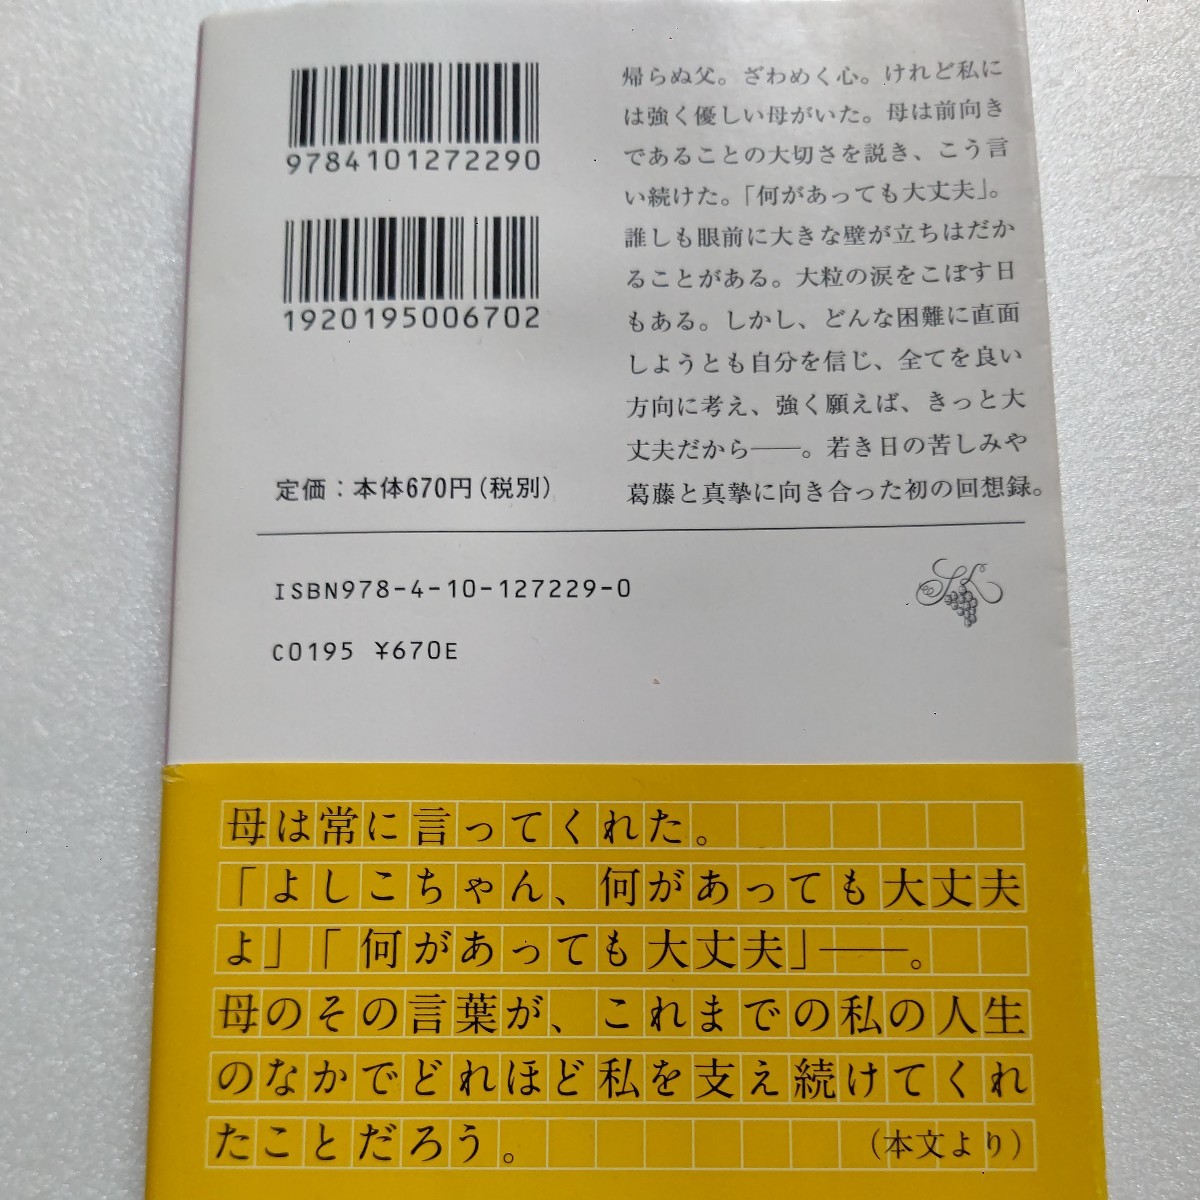 9784101272290
1920195006702
定価：本体670円（税別）
帰らぬ父。ざわめく心。けれど私に
は強く優しい母がいた。母は前向き
であることの大切さを説き、こう言
い続けた。「何があっても大丈夫」。
誰しも眼前に大きな壁が立ちはだか
ることがある。大粒の涙をこぼす日
もある。しかし、どんな困難に直面
しようとも自分を信じ、全てを良い
方向に考え、強く願えば、きっと大
丈夫だから――。若き日の苦しみや
葛藤と真摯に向き合った初の回想録。
ISBN978-4-10-127229-0
C0195 ¥670E
母は常に言ってくれた。
「よしこちゃん、何があっても大丈夫
よ」「何があっても大丈夫」――。
母のその言葉が、これまでの私の人生
のなかでどれほど私を支え続けてくれ
たことだろう。
（本文より）